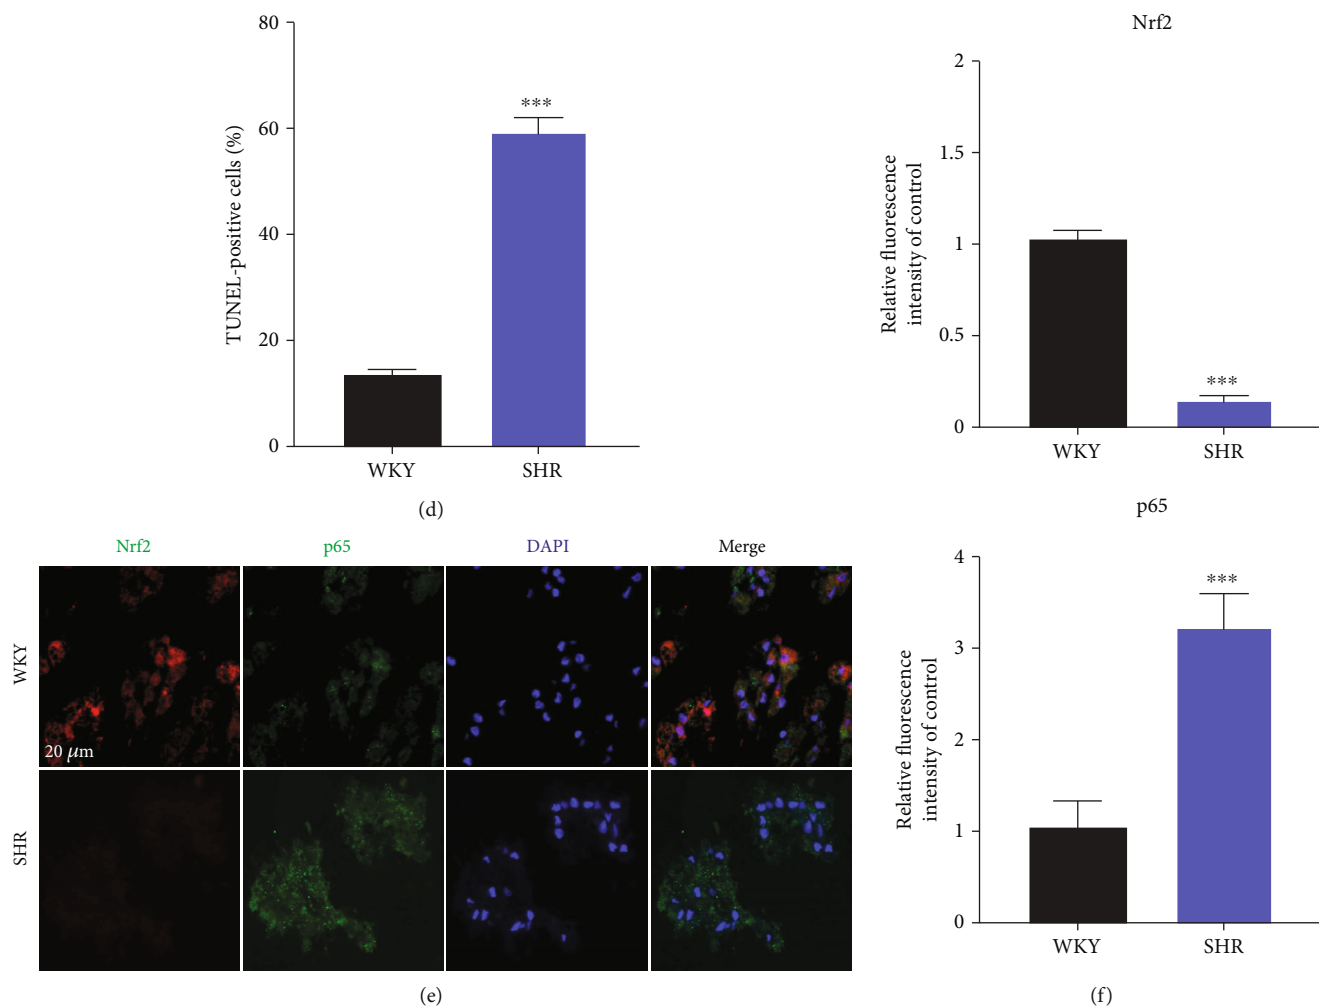 80
60
40
20
0
TUNEL-positive cells (%)
***
WKY
SHR
(d)
Nrf2
2
1.5
1
0.5
0
Relative fluorescence
intensity of control
***
WKY
SHR
Nrf2
p65
DAPI
Merge
WKY
20 μm
SHR
(e)
p65
4
3
2
1
0
Relative fluorescence
intensity of control
***
WKY
SHR
(f)